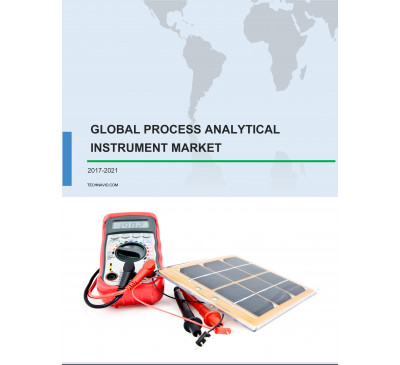 GLOBAL PROCESS ANALYTICAL
INSTRUMENT MARKET
2017-2021
TECHNAVIO.COM